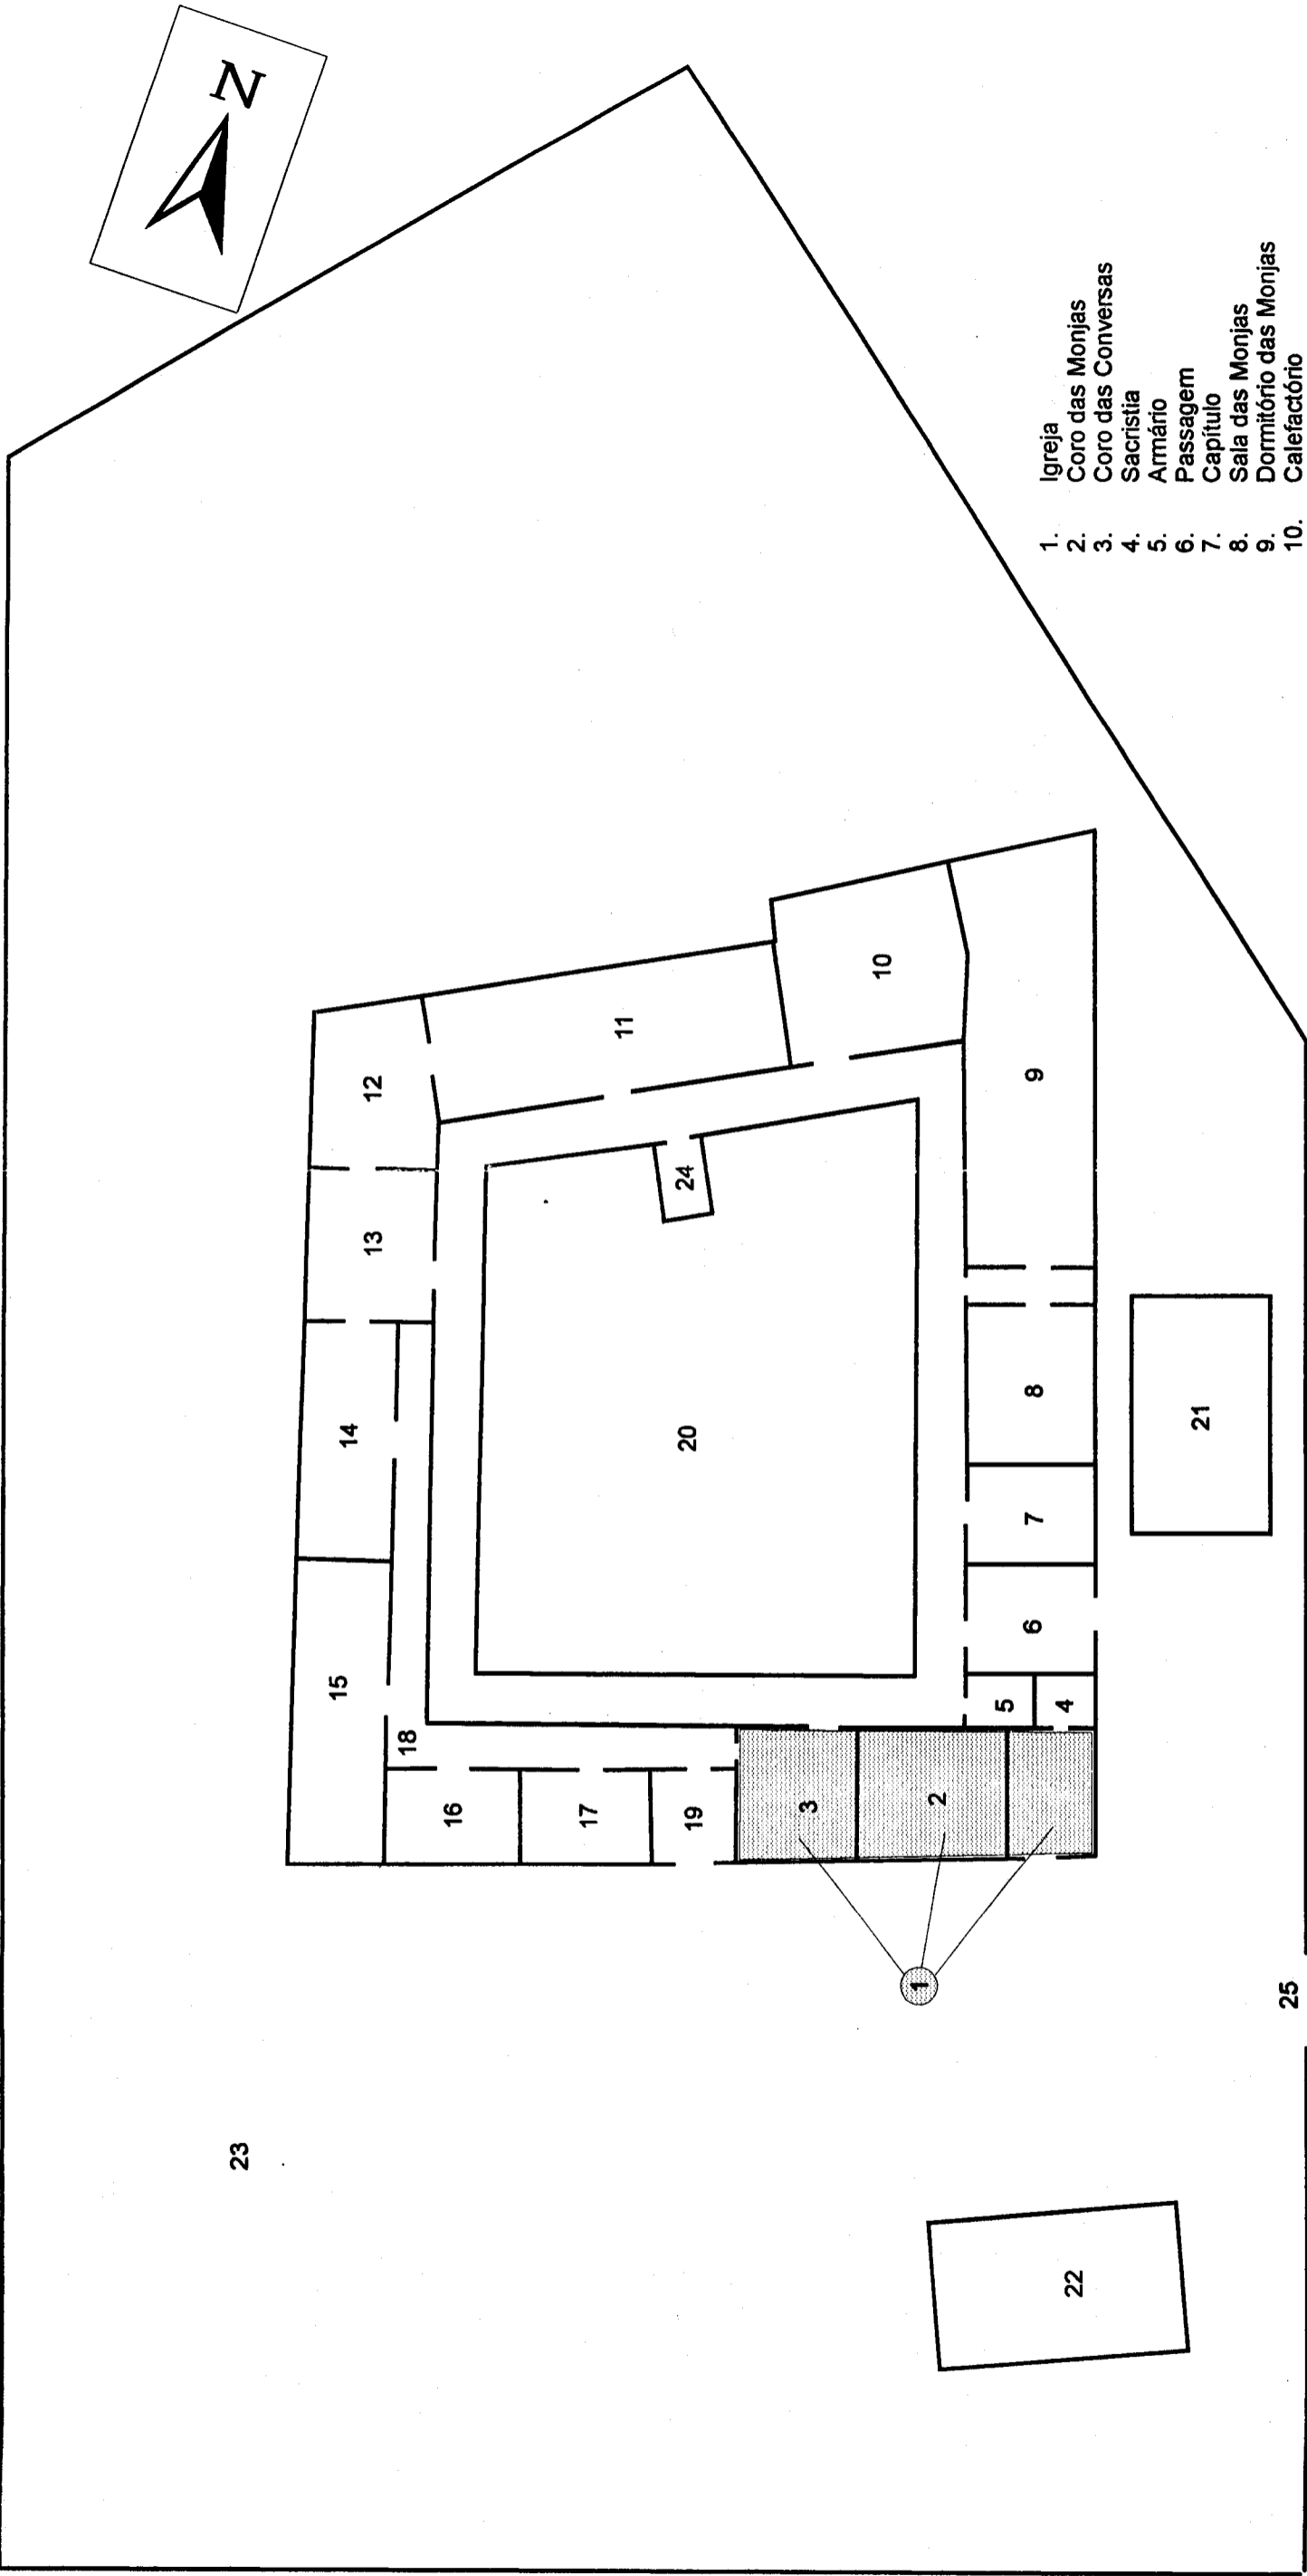 N
12
13
14
15
11
10
24
9
20
8
7
6
5
4
18
16
17
19
3
2
1
21
22
23
25
1. Igreja
2. Coro das Monjas
3. Coro das Conversas
4. Sacristia
5. Armário
6. Passagem
7. Capítulo
8. Sala das Monjas
9. Dormitório das Monjas
10. Calefactório